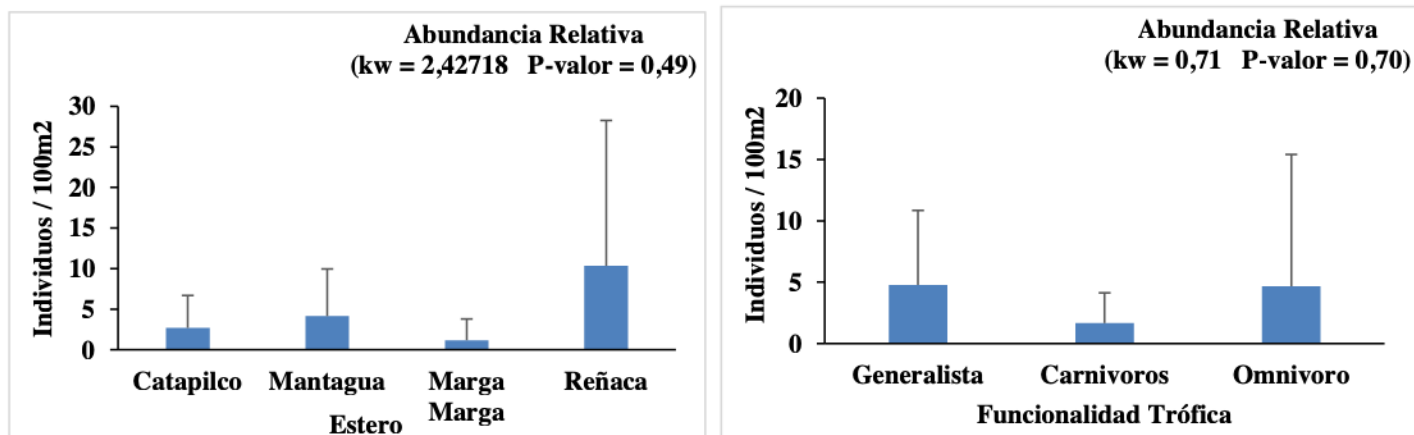 Abundancia Relativa
(kw = 2,42718 P-valor = 0,49)
Individuos / 100m2
30
25
20
15
10
5
0
Catapilco
Mantagua
Marga
Marga
Reñaca
Estero
Abundancia Relativa
(kw = 0,71 P-valor = 0,70)
Individuos / 100m2
20
15
10
5
0
Generalista
Carnivoros
Omnivoro
Funcionalidad Trófica